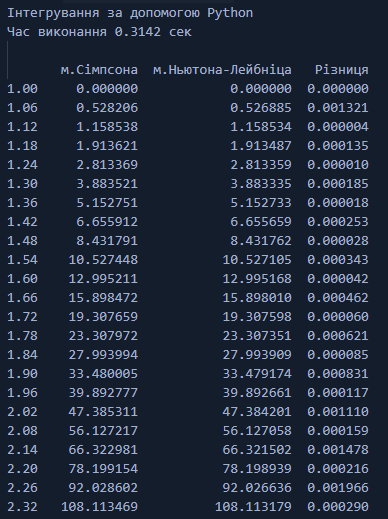 Інтегрування за допомогою Python
Час виконання 0.3142 сек
м.Сімпсона м.Ньютона-Лейбніца Різниця
1.00 0.000000 0.000000 0.000000
1.06 0.528206 0.526885 0.001321
1.12 1.158538 1.158534 0.000004
1.18 1.913621 1.913487 0.000135
1.24 2.813369 2.813359 0.000010
1.30 3.883521 3.883335 0.000185
1.36 5.152751 5.152733 0.000018
1.42 6.655912 6.655659 0.000253
1.48 8.431791 8.431762 0.000028
1.54 10.527448 10.527105 0.000343
1.60 12.995211 12.995168 0.000042
1.66 15.898472 15.898010 0.000462
1.72 19.307659 19.307598 0.000060
1.78 23.307972 23.307351 0.000621
1.84 27.993994 27.993909 0.000085
1.90 33.480005 33.479174 0.000831
1.96 39.892777 39.892661 0.000117
2.02 47.385311 47.384201 0.001110
2.08 56.127217 56.127058 0.000159
2.14 66.322981 66.321502 0.001478
2.20 78.199154 78.198939 0.000216
2.26 92.028602 92.026636 0.001966
2.32 108.113469 108.113179 0.000290